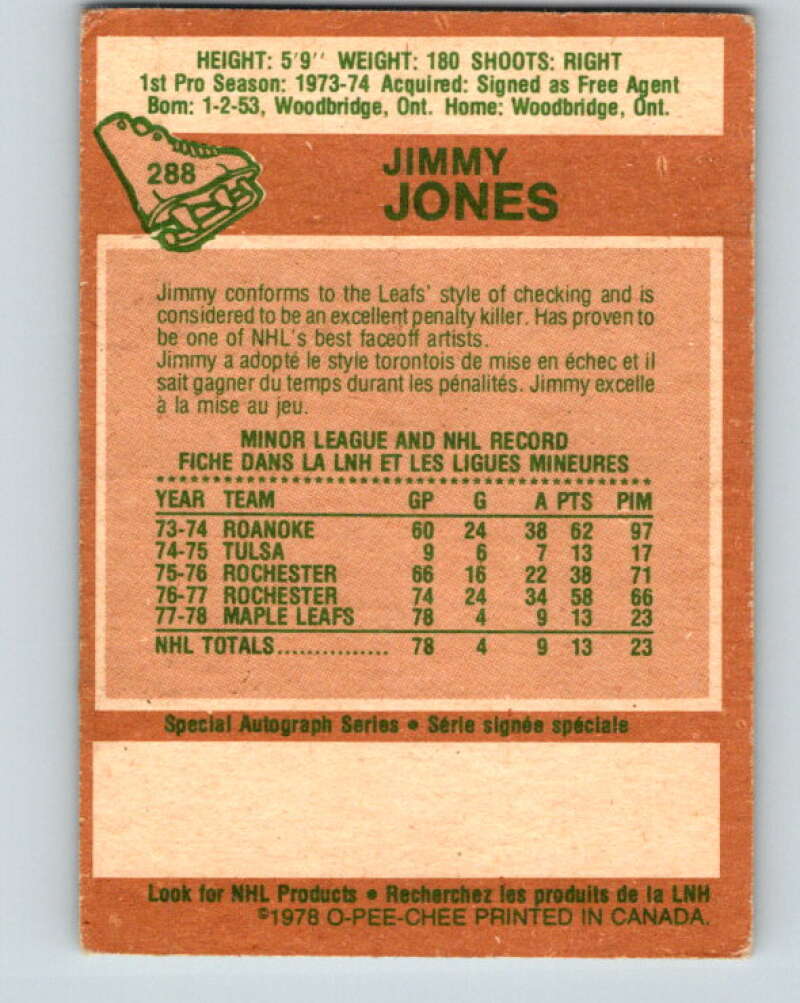 HEIGHT: 5'9'' WEIGHT: 180 SHOOTS: RIGHT
1st Pro Season: 1973-74 Acquired: Signed as Free Agent
Born: 1-2-53, Woodbridge, Ont. Home: Woodbridge, Ont.
288
JIMMY
JONES
Jimmy conforms to the Leafs' style of checking and is
considered to be an excellent penalty killer. Has proven to
be one of NHL's best faceoff artists.
Jimmy a adopté le style torontois de mise en échec et il
sait gagner du temps durant les pénalités. Jimmy excelle
à la mise au jeu.
MINOR LEAGUE AND NHL RECORD
FICHE DANS LA LNH ET LES LIGUES MINEURES
YEAR TEAM GP G A PTS PIM
73-74 ROANOKE 60 24 38 62 97
74-75 TULSA 9 6 7 13 17
75-76 ROCHESTER 66 16 22 38 71
76-77 ROCHESTER 74 24 34 58 66
77-78 MAPLE LEAFS 78 4 9 13 23
NHL TOTALS............... 78 4 9 13 23
Special Autograph Series • Série signée spéciale
Look for NHL Products • Recherchez les produits de la LNH
©1978 O-PEE-CHEE PRINTED IN CANADA.